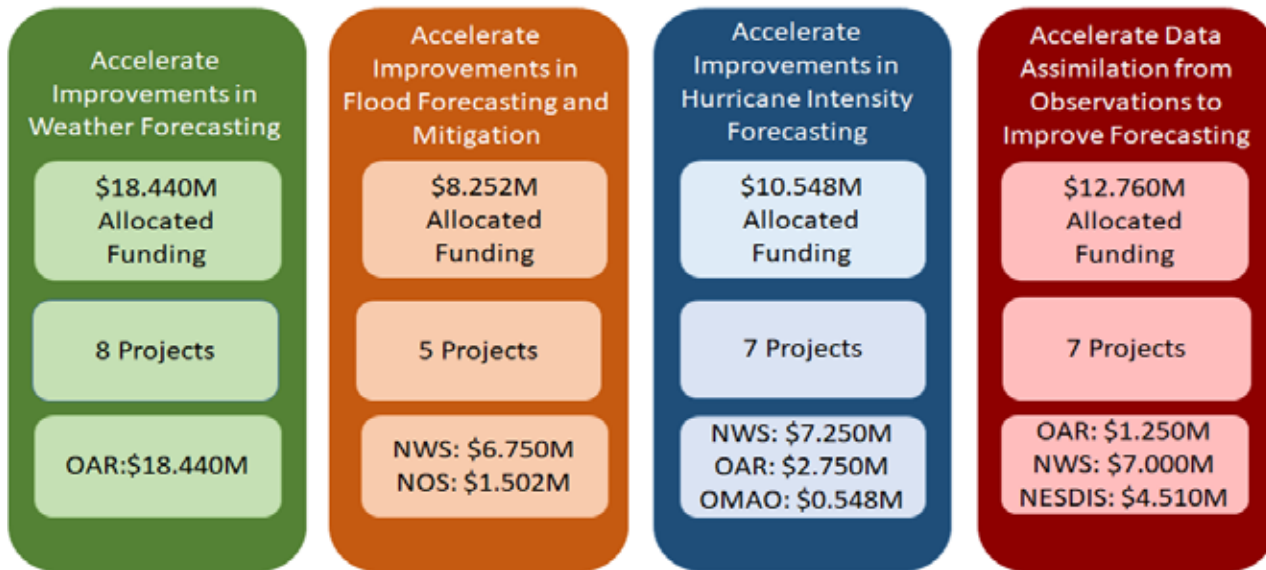 Accelerate
Improvements in
Weather Forecasting
$18.440M
Allocated
Funding
8 Projects
OAR:$18.440M
Accelerate
Improvements in
Flood Forecasting and
Mitigation
$8.252M
Allocated
Funding
5 Projects
NWS: $6.750M
NOS: $1.502M
Accelerate
Improvements in
Hurricane Intensity
Forecasting
$10.548M
Allocated
Funding
7 Projects
NWS: $7.250M
OAR: $2.750M
OMAO: $0.548M
Accelerate Data
Assimilation from
Observations to
Improve Forecasting
$12.760M
Allocated
Funding
7 Projects
OAR: $1.250M
NWS: $7.000M
NESDIS: $4.510M